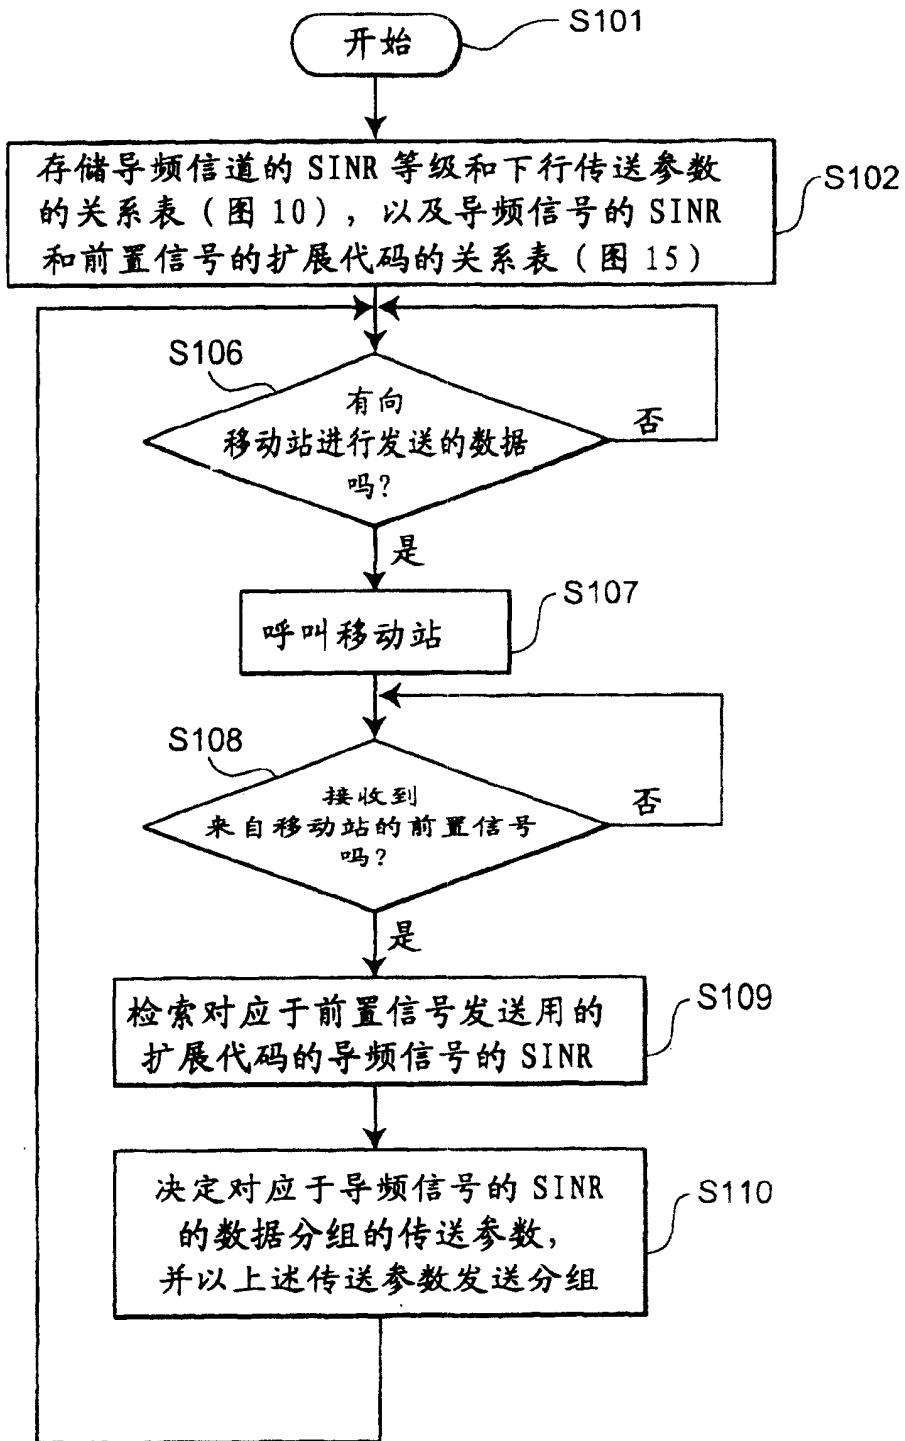 开始
S101
存储导频信道的 SINR 等级和下行传送参数
的关系表（图 10），以及导频信号的 SINR
和前置信号的扩展代码的关系表（图 15）
S102
S106
有向
移动站进行发送的数据
吗？
否
是
S107
呼叫移动站
S108
接收到
来自移动站的前置信号
吗？
否
是
检索对应于前置信号发送用的
扩展代码的导频信号的 SINR
S109
决定对应于导频信号的 SINR
的数据分组的传送参数，
并以上述传送参数发送分组
S110